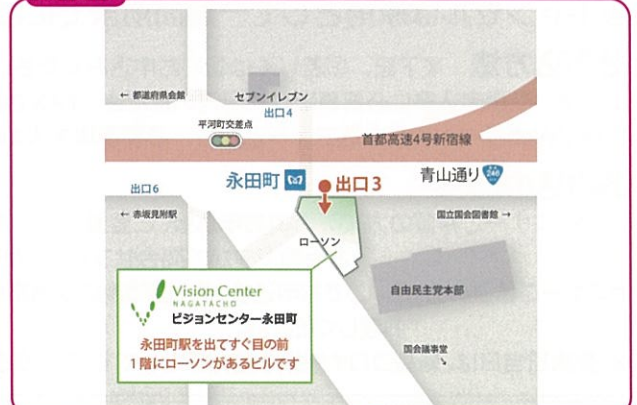 ← 都道府県会館
セブンイレブン
出口4
平河町交差点
首都高速4号新宿線
永田町
出口3
青山通り
246
出口6
← 赤坂見附駅
国立国会図書館 →
ローソン
自由民主党本部
Vision Center
NAGATACHO
ビジョンセンター永田町
永田町駅を出てすぐ目の前
1階にローソンがあるビルです
国会議事堂